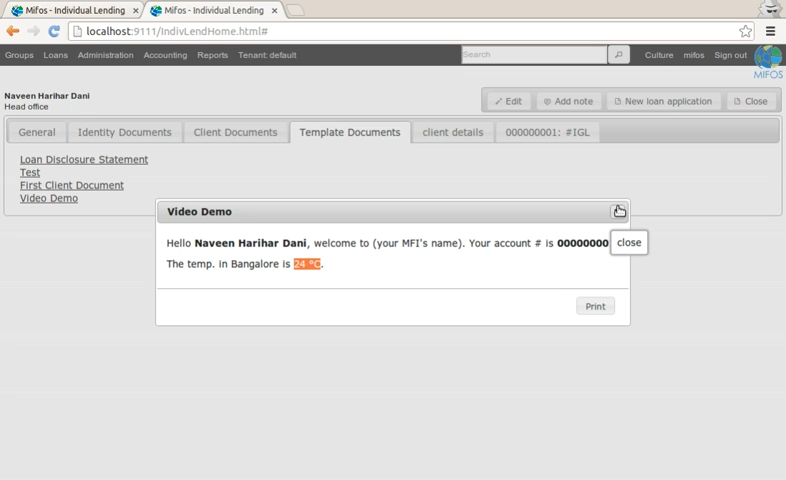 Mifos - Individual Lending
Mifos - Individual Lending
localhost:9111/IndivLendHome.html#
Groups Loans Administration Accounting Reports Tenant: default Search Culture mifos Sign out
MIFOS
Naveen Harihar Dani
Head office
Edit Add note New loan application Close
General Identity Documents Client Documents Template Documents client details 000000001: #IGL
Loan Disclosure Statement
Test
First Client Document
Video Demo
Video Demo
Hello Naveen Harihar Dani, welcome to (your MFI's name). Your account # is 00000000
close
The temp. in Bangalore is 24 °C.
Print